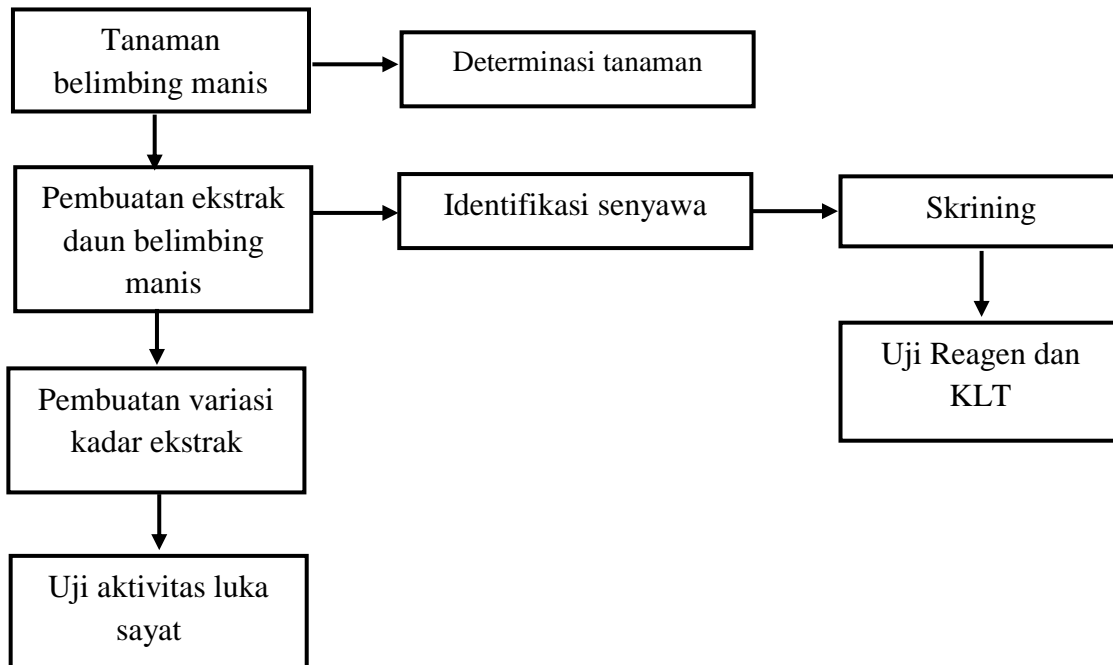 Tanaman
belimbing manis
Determinasi tanaman
Pembuatan ekstrak
daun belimbing
manis
Identifikasi senyawa
Skrining
Uji Reagen dan
KLT
Pembuatan variasi
kadar ekstrak
Uji aktivitas luka
sayat